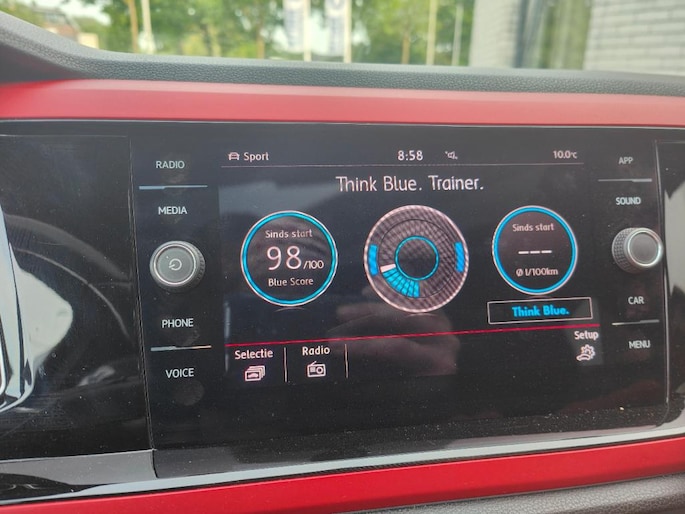 RADIO
MEDIA
PHONE
VOICE
Sport
8:58
10.0°C
Think Blue. Trainer.
Sinds start
98/100
Blue Score
Sinds start
---
Ø l/100km
Think Blue.
Selectie
Radio
Setup
APP
SOUND
CAR
MENU